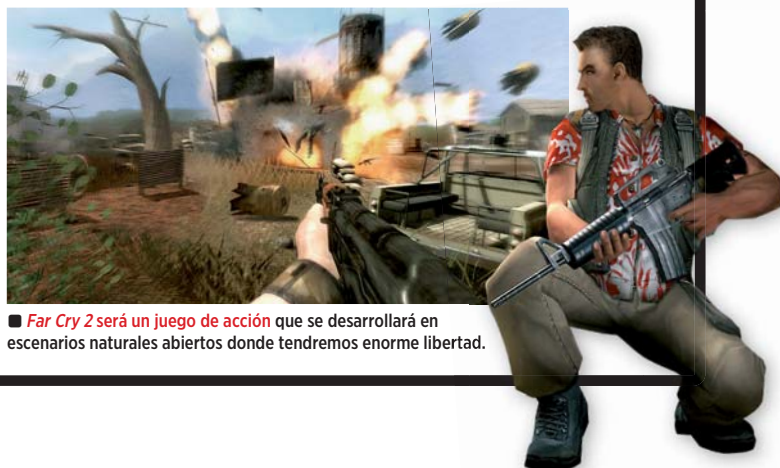 ■ Far Cry 2 será un juego de acción que se desarrollará en
escenarios naturales abiertos donde tendremos enorme libertad.